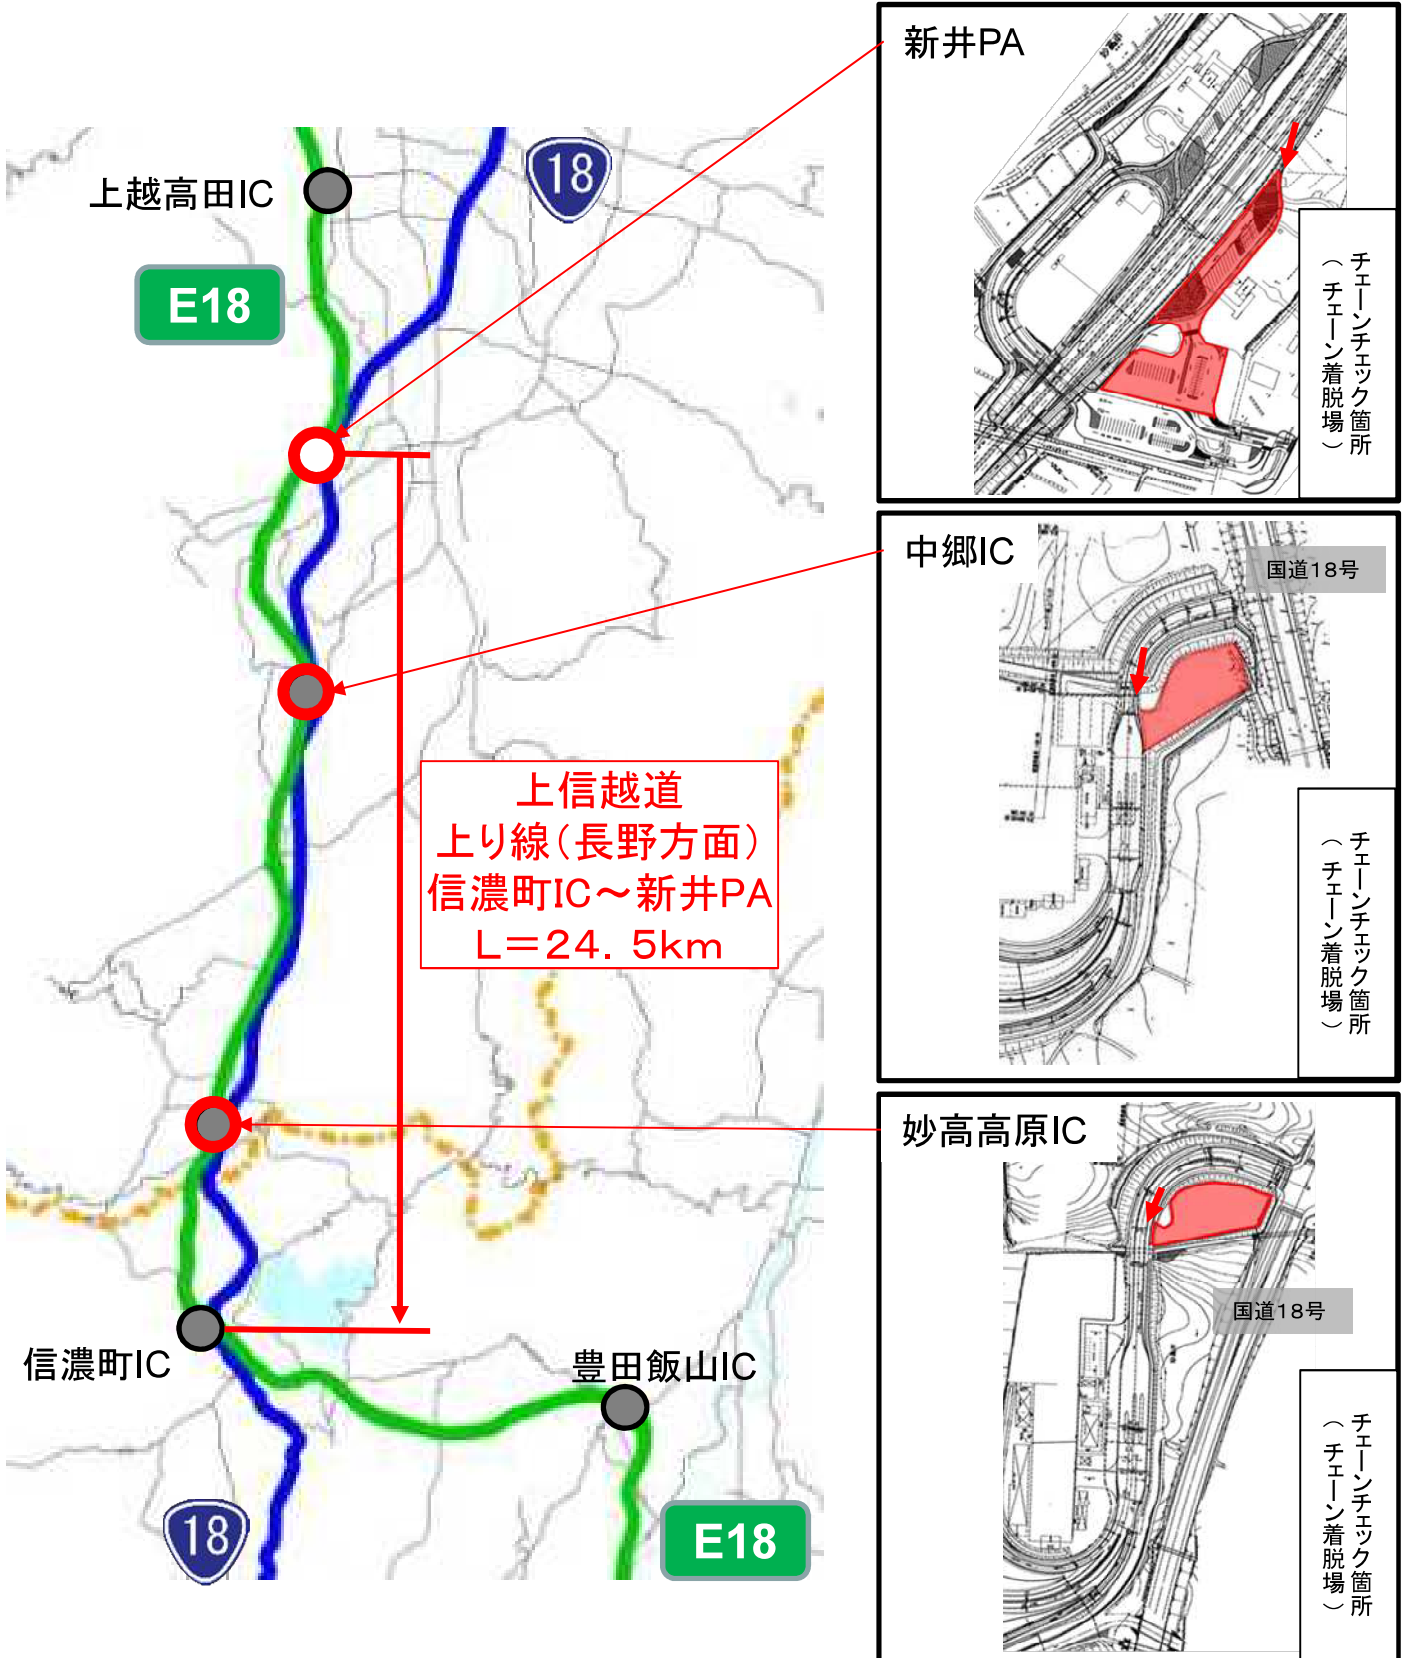 上越高田IC
18
E18
上信越道
上り線(長野方面)
信濃町IC～新井PA
L＝24．5km
信濃町IC
豊田飯山IC
18
E18
新井PA
チェーンチェック箇所
（チェーン着脱場）
中郷IC
国道18号
チェーンチェック箇所
（チェーン着脱場）
妙高高原IC
国道18号
チェーンチェック箇所
（チェーン着脱場）